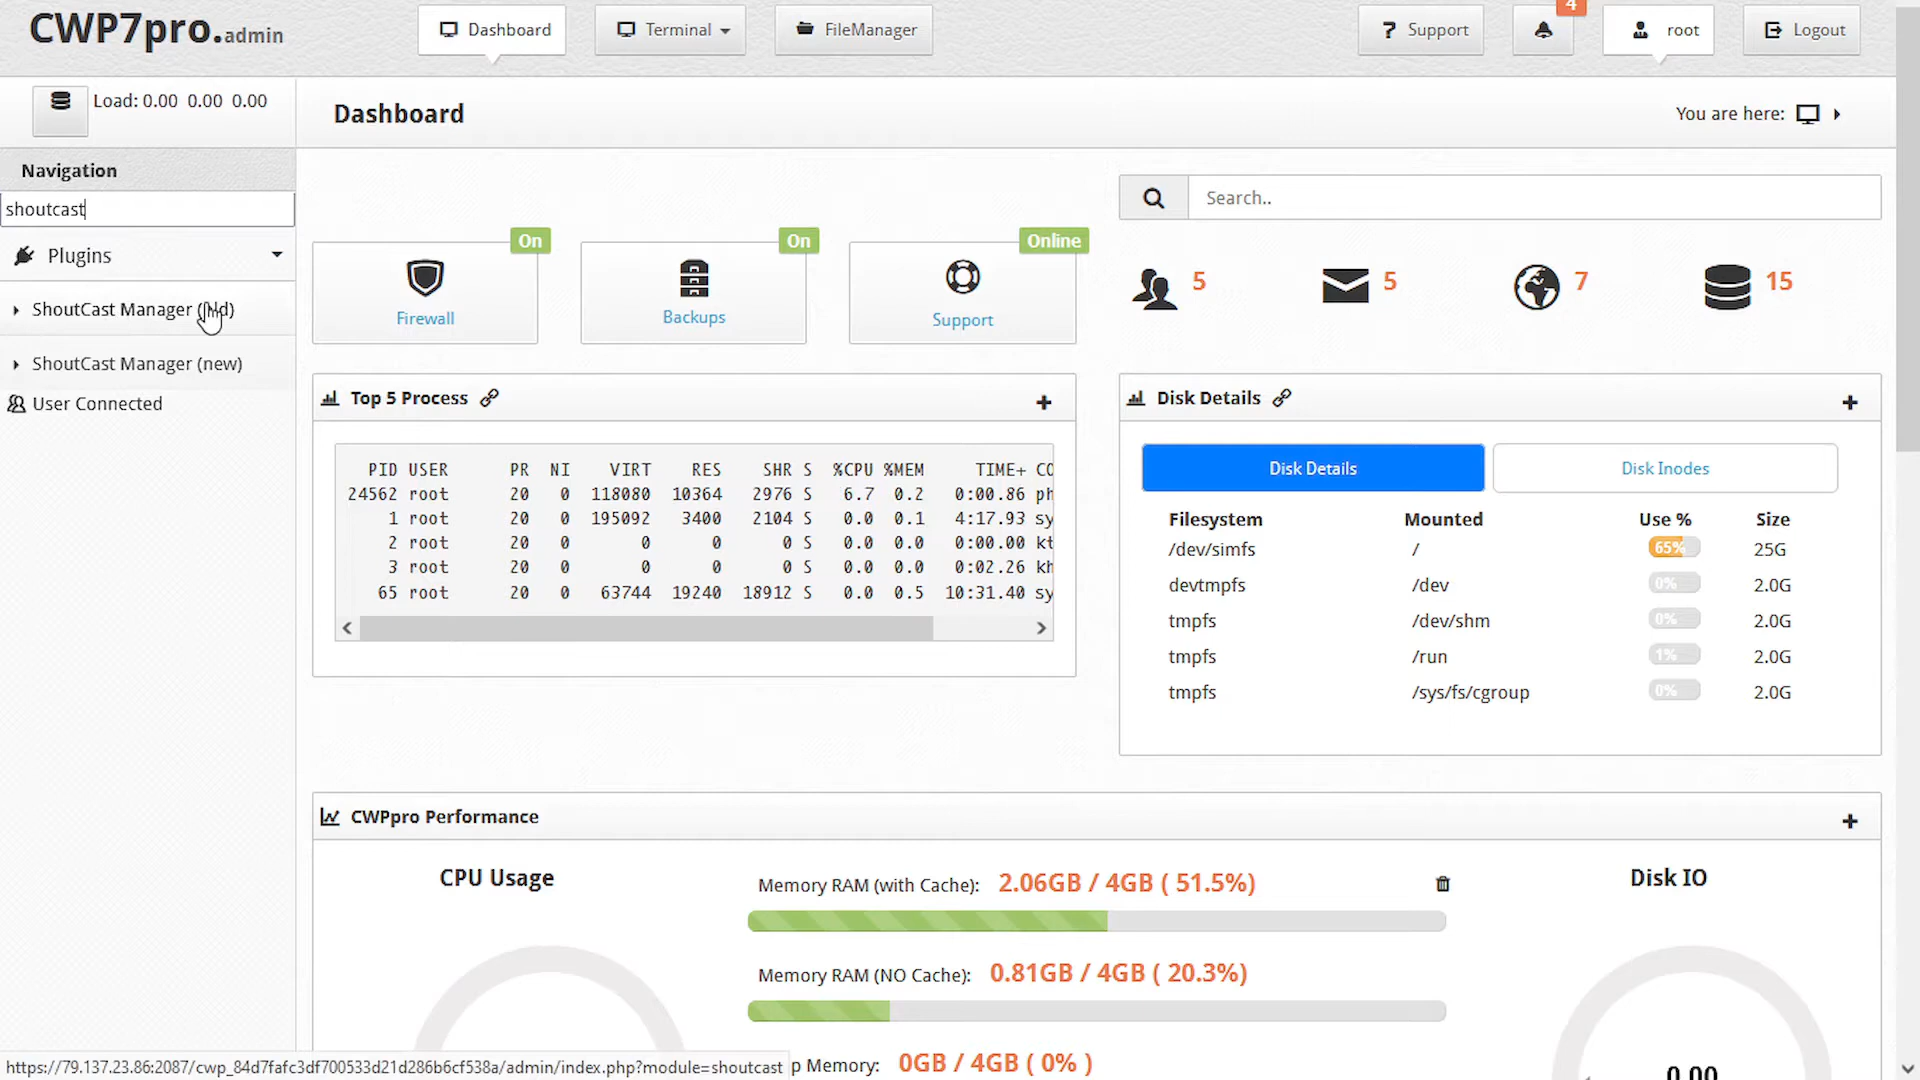 CWP7pro.admin
Dashboard
Terminal
FileManager
4
? Support
root
Logout
Load: 0.00 0.00 0.00
Dashboard
You are here:
Navigation
shoutcast
Plugins
ShoutCast Manager
ShoutCast Manager (new)
User Connected
On
Firewall
On
Backups
Online
Support
Search..
5
5
7
15
Top 5 Process
PID USER PR NI VIRT RES SHR S %CPU %MEM TIME+ CO
24562 root 20 0 118080 10364 2976 S 6.7 0.2 0:00.86 ph
1 root 20 0 195092 3400 2104 S 0.0 0.1 4:17.93 sy
2 root 20 0 0 0 0 S 0.0 0.0 0:00.00 kt
3 root 20 0 0 0 0 S 0.0 0.0 0:02.26 kh
65 root 20 0 63744 19240 18912 S 0.0 0.5 10:31.40 sy
Disk Details
Disk Details
Disk Inodes
Filesystem Mounted Use % Size
/dev/simfs / 65% 25G
devtmpfs /dev 0% 2.0G
tmpfs /dev/shm 0% 2.0G
tmpfs /run 1% 2.0G
tmpfs /sys/fs/cgroup 0% 2.0G
CWPpro Performance
CPU Usage
Memory RAM (with Cache): 2.06GB / 4GB ( 51.5%)
Memory RAM (NO Cache): 0.81GB / 4GB ( 20.3%)
p Memory: 0GB / 4GB ( 0% )
Disk IO
0.00
https://79.137.23.86:2087/cwp_84d7fafc3df700533d21d286b6cf538a/admin/index.php?module=shoutcast